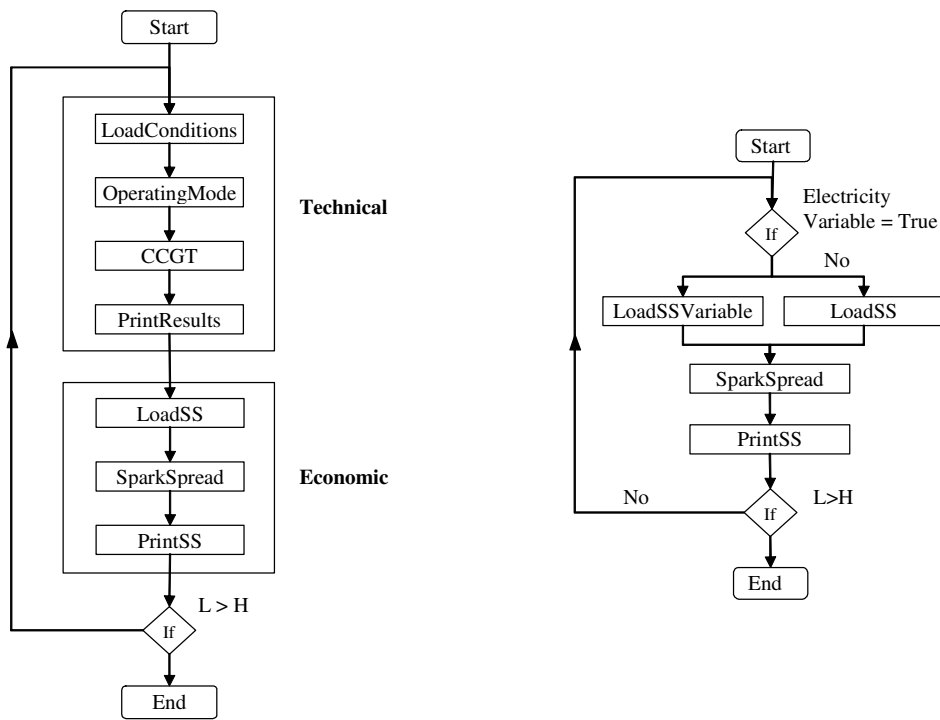 Start
LoadConditions
OperatingMode
CCGT
PrintResults
Technical
LoadSS
SparkSpread
PrintSS
Economic
L > H
If
End
Start
Electricity
Variable = True
If
No
LoadSSVariable
LoadSS
SparkSpread
PrintSS
No
L>H
If
End